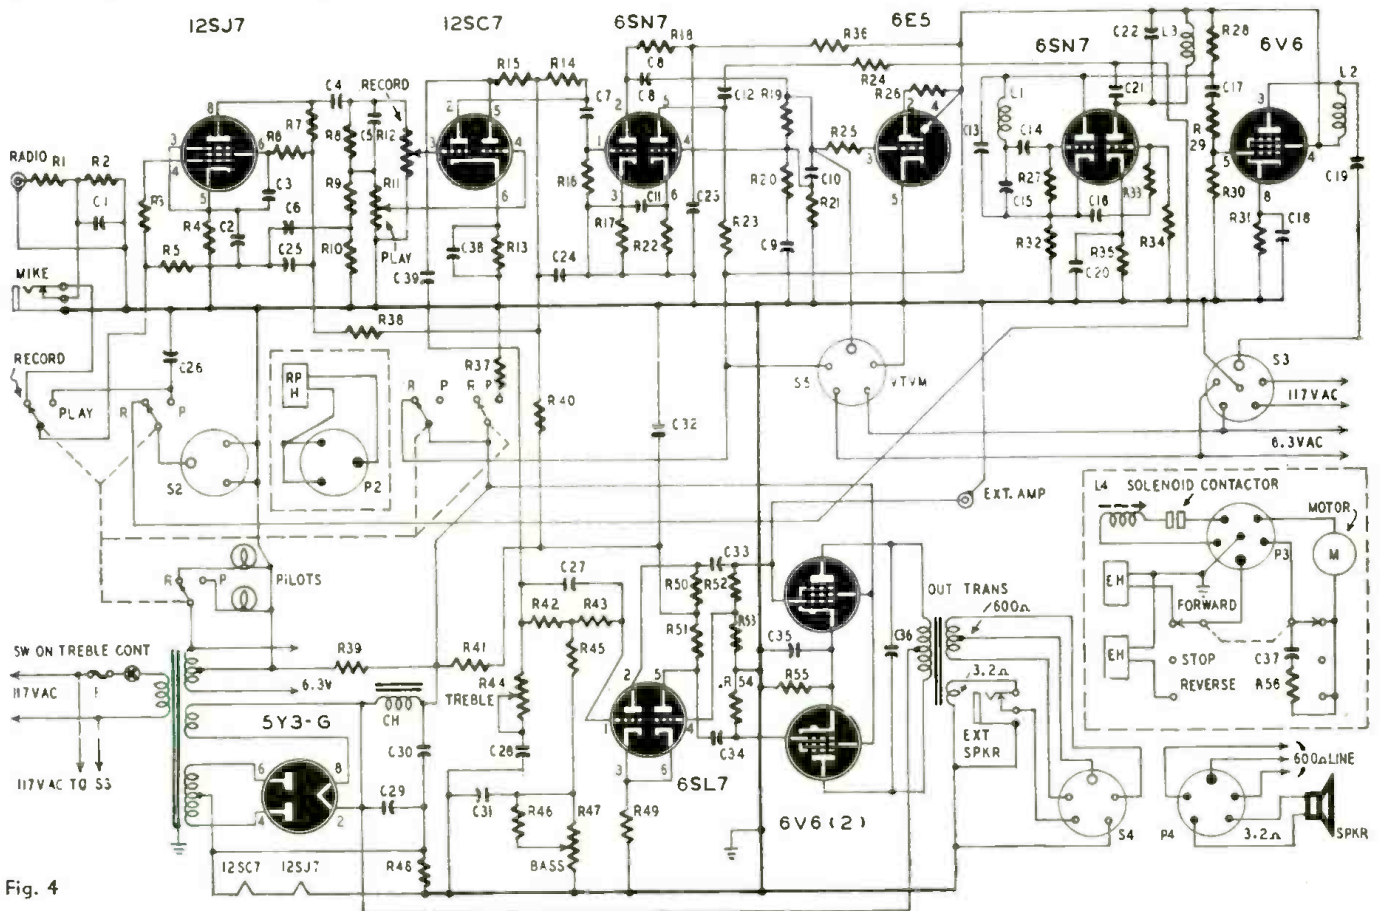 12SJ7
12SC7
6SN7
6E5
6SN7
6V6
R18
R36
R15
R14
C8
C8
R24
R26
C22
L3
R28
L2
C4
RECORD
R7
R8
C5
R12
C7
C12
R19
L1
C21
C17
C13
C14
R29
C19
R6
R25
RADIO
R1
R2
C3
R9
R11
R16
R20
C10
R21
R27
C15
C16
R33
R30
C1
R3
R4
C2
C6
C25
R10
PLAY
C38
R13
C39
C24
R17
C11
R22
C23
R23
C9
R32
C20
R35
R34
R31
C18
R5
MIKE
R38
RECORD
PLAY
C26
R
P
S2
RP
H
P2
R37
R
P
R
P
R40
C32
S5
VTVM
S3
117VAC
6.3VAC
EXT. AMP
L4
SOLENOID CONTACTOR
MOTOR
P3
M
EH
FORWARD
EH
STOP
REVERSE
C37
R56
R
P
PILOTS
C27
R42
R43
R45
R50
C33
R52
R51
R53
R54
C35
R55
C36
OUT TRANS
600Ω
3.2Ω
EXT
SPKR
SW ON TREBLE CONT
117VAC
F
R39
6.3V
R41
R44
TREBLE
5Y3-G
CH
C30
C28
C29
C31
R46
R47
BASS
R49
C34
6SL7
6V6(2)
S4
P4
600ΩLINE
3.2Ω
SPKR
117VAC TO S3
R48
12SC7
12SJ7
1
2
3
4
5
6
8
Fig. 4